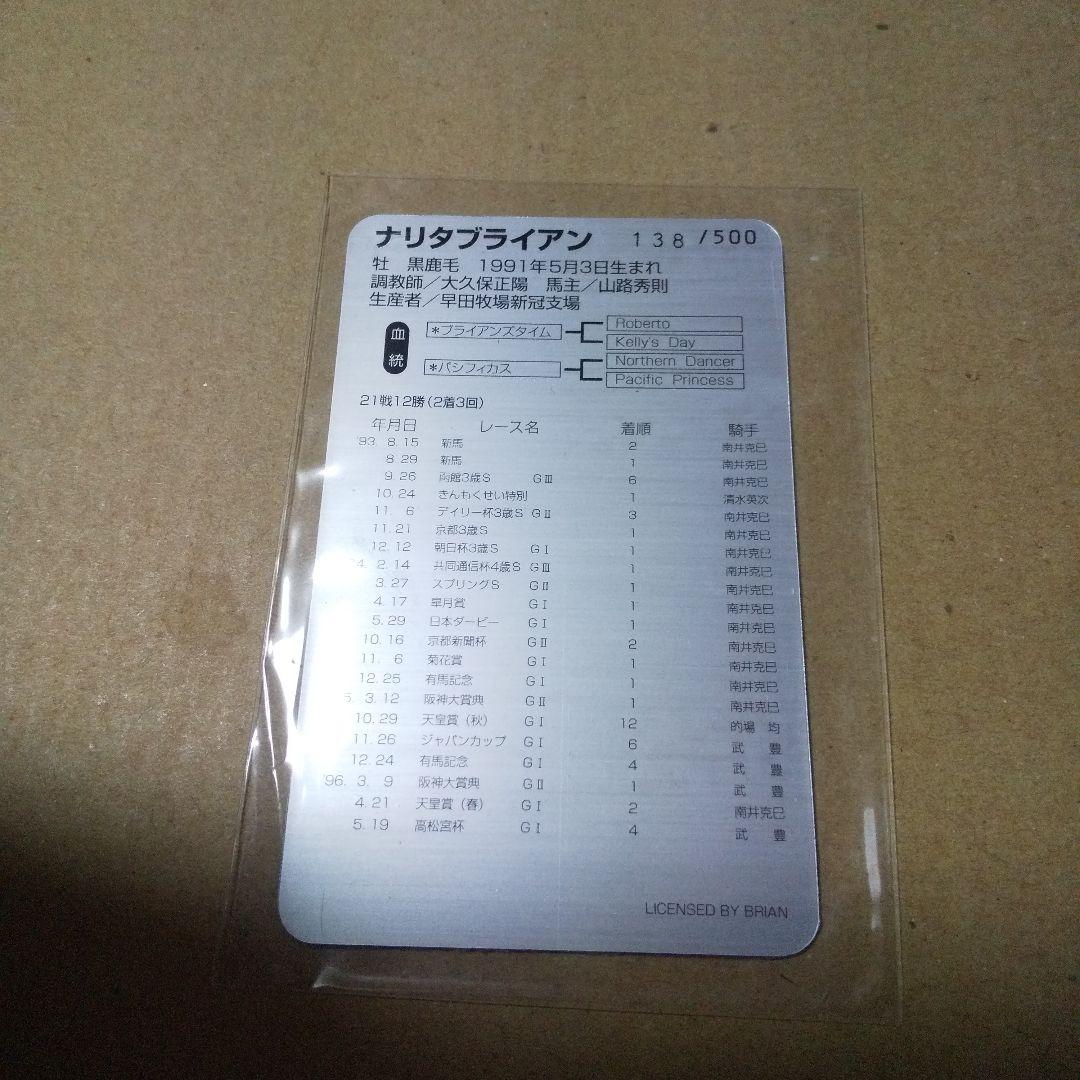 ナリタブライアン 138/500
牡 黒鹿毛 1991年5月3日生まれ
調教師／大久保正陽 馬主／山路秀則
生産者／早田牧場新冠支場
血統
*ブライアンズタイム
Roberto
Kelly's Day
*パシフィカス
Northern Dancer
Pacific Princess
21戦12勝(2着3回)
年月日 レース名 着順 騎手
'93. 8. 15 新馬 2 南井克巳
8. 29 新馬 1 南井克巳
9. 26 函館3歳S GⅢ 6 南井克巳
10. 24 きんもくせい特別 1 清水英次
11. 6 デイリー杯3歳S GⅡ 3 南井克巳
11. 21 京都3歳S 1 南井克巳
12. 12 朝日杯3歳S GⅠ 1 南井克巳
4. 2. 14 共同通信杯4歳S GⅢ 1 南井克巳
3. 27 スプリングS GⅡ 1 南井克巳
4. 17 皐月賞 GⅠ 1 南井克巳
5. 29 日本ダービー GⅠ 1 南井克巳
10. 16 京都新聞杯 GⅡ 2 南井克巳
11. 6 菊花賞 GⅠ 1 南井克巳
12. 25 有馬記念 GⅠ 1 南井克巳
5. 3. 12 阪神大賞典 GⅡ 1 南井克巳
10. 29 天皇賞（秋） GⅠ 12 的場 均
11. 26 ジャパンカップ GⅠ 6 武 豊
12. 24 有馬記念 GⅠ 4 武 豊
'96. 3. 9 阪神大賞典 GⅡ 1 武 豊
4. 21 天皇賞（春） GⅠ 2 南井克巳
5. 19 高松宮杯 GⅠ 4 武 豊
LICENSED BY BRIAN